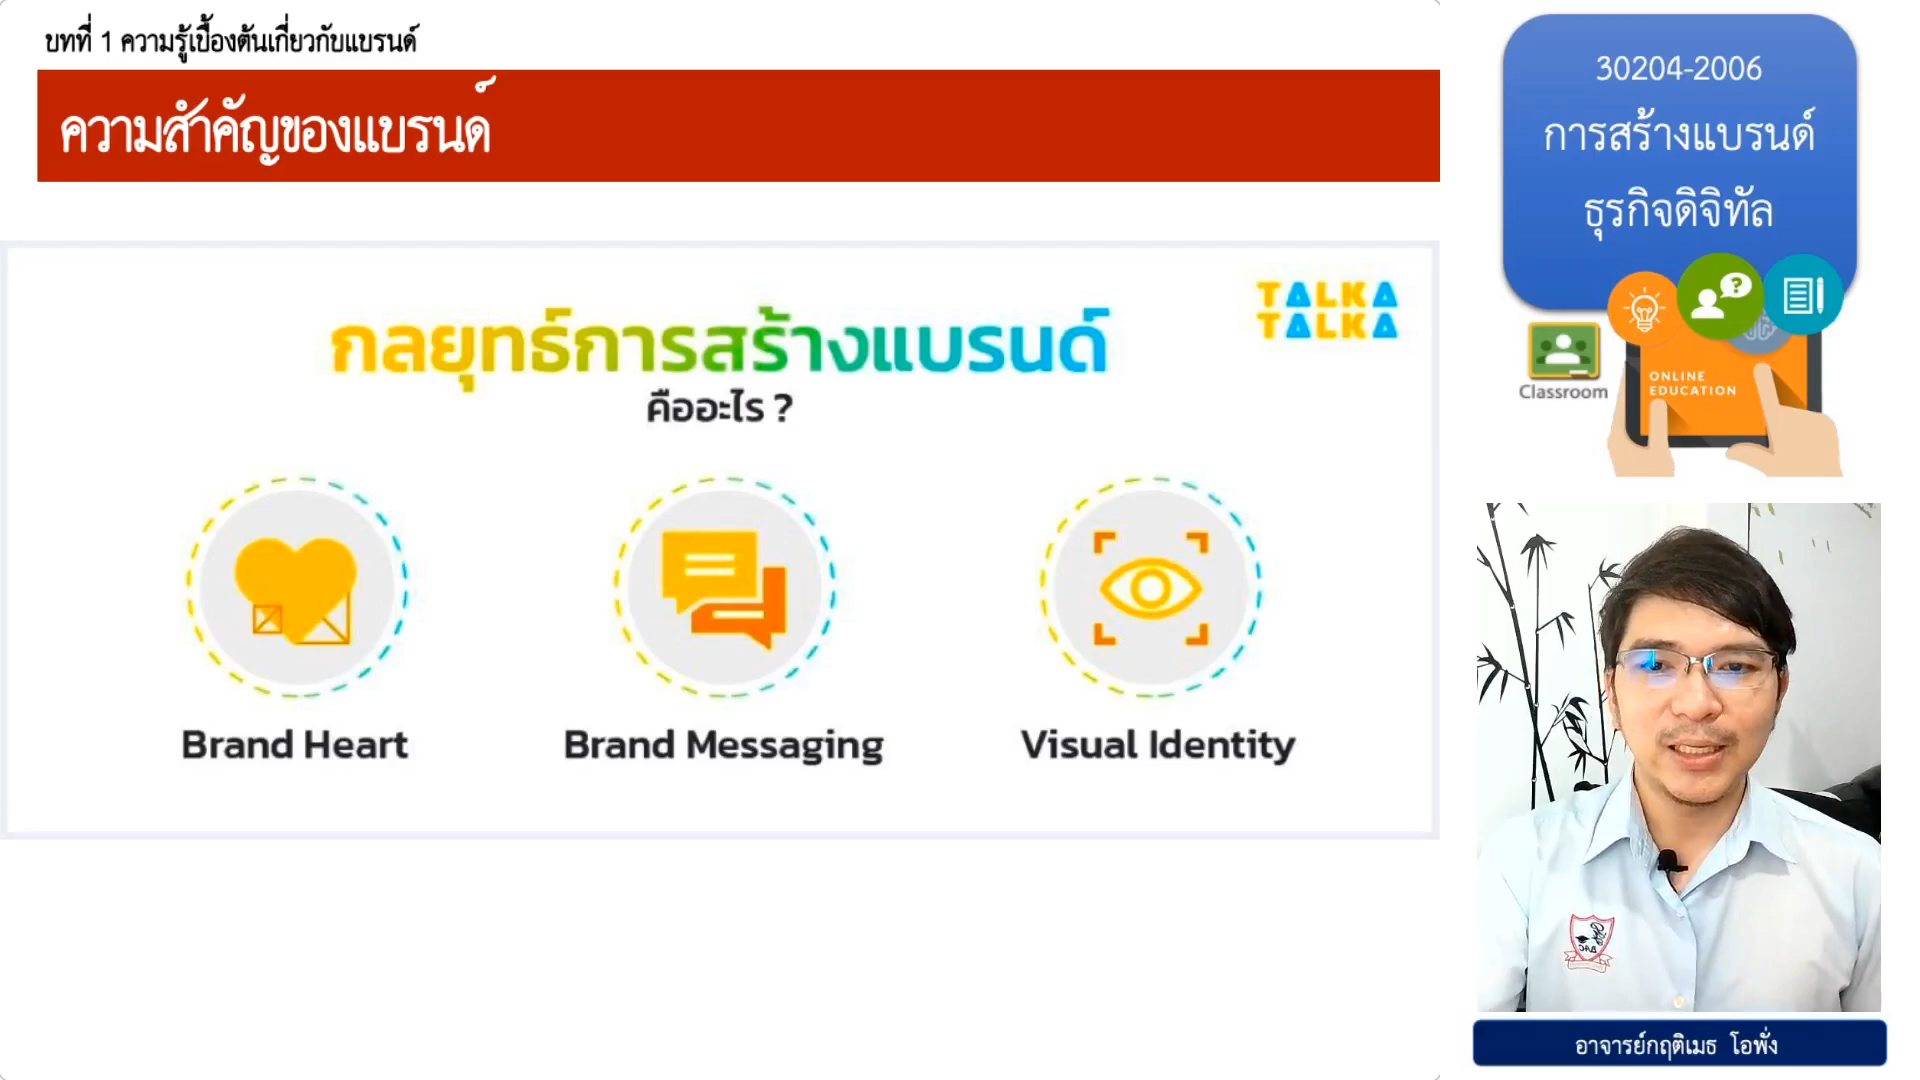 บทที่ 1 ความรู้เบื้องต้นเกี่ยวกับแบรนด์
ความสำคัญของแบรนด์
กลยุทธ์การสร้างแบรนด์
คืออะไร ?
TALKA
TALKA
Brand Heart
Brand Messaging
Visual Identity
30204-2006
การสร้างแบรนด์
ธุรกิจดิจิทัล
Classroom
ONLINE
EDUCATION
อาจารย์กฤติเมธ โอพั่ง